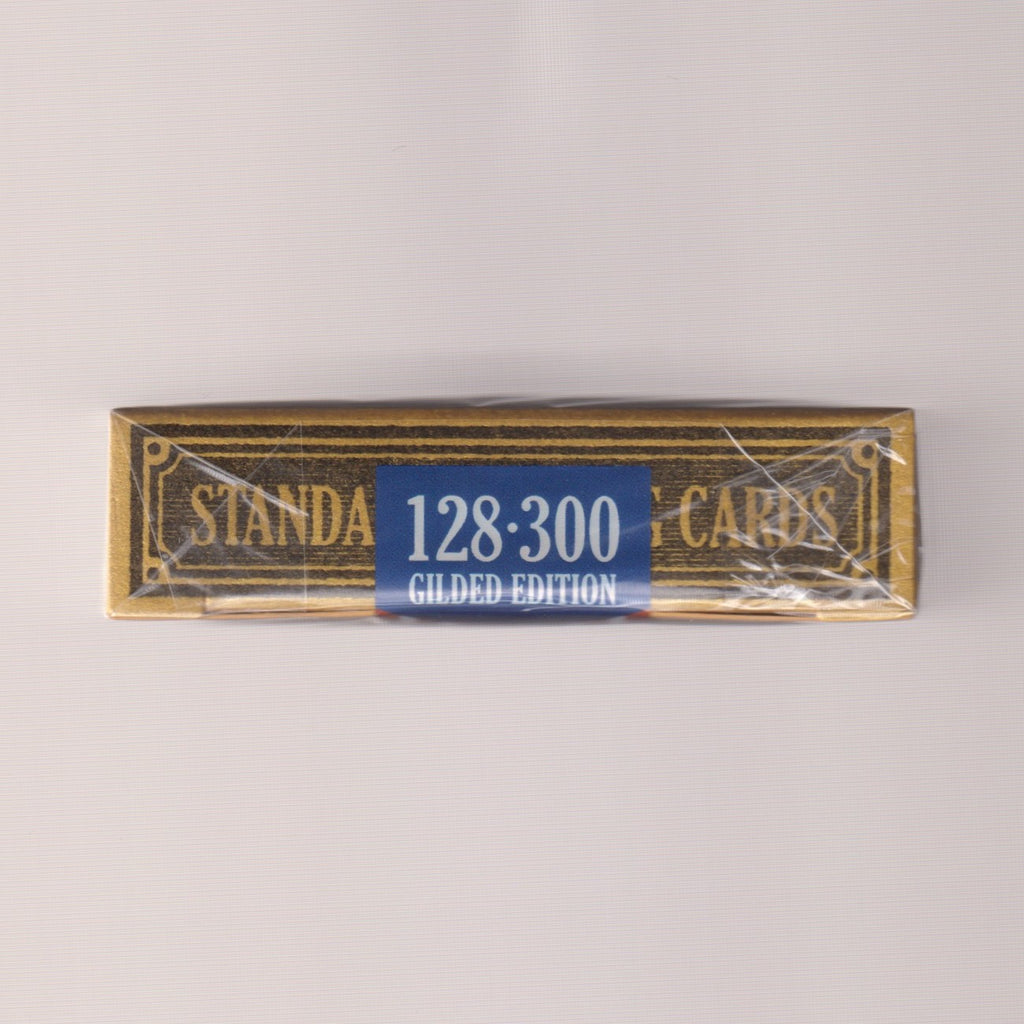 STANDA G CARDS
128·300
GILDED EDITION